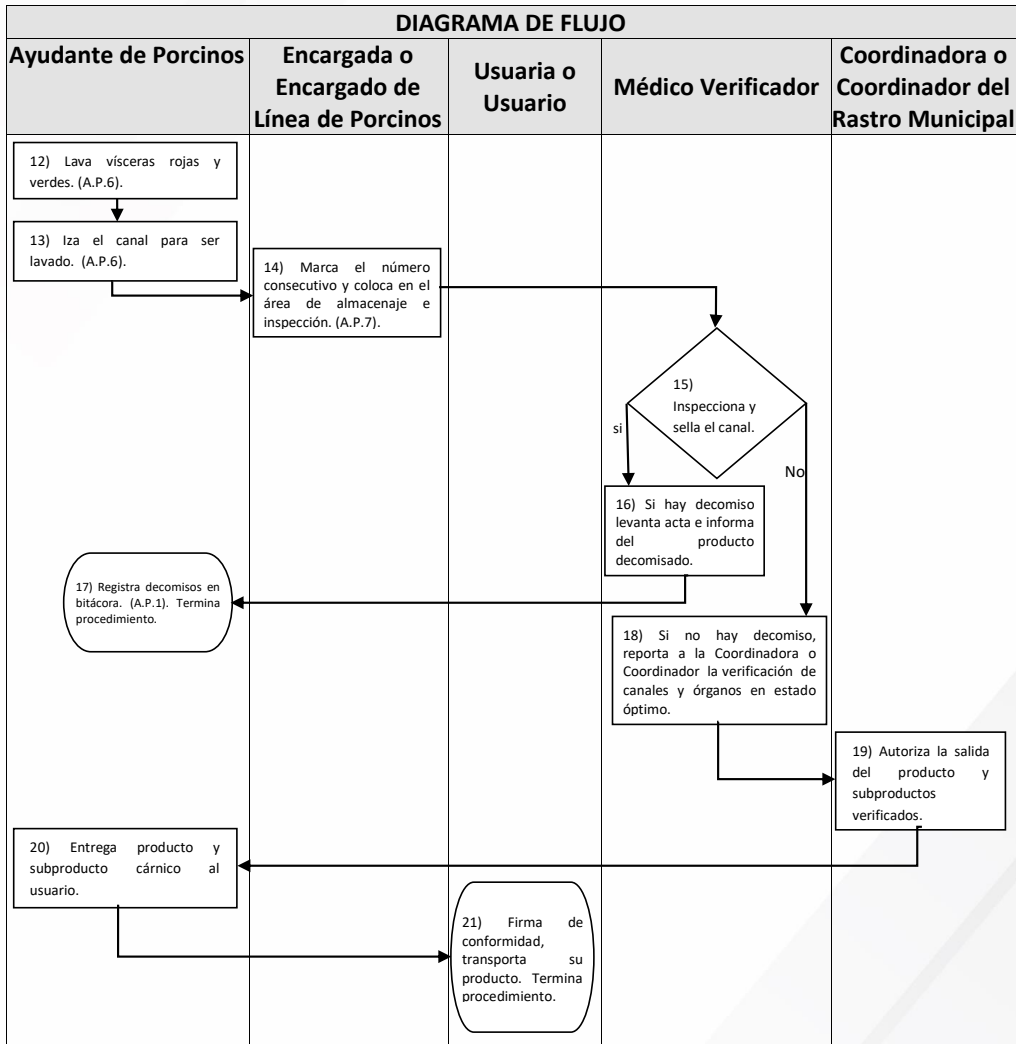 DIAGRAMA DE FLUJO
Ayudante de Porcinos
Encargada o
Encargado de
Línea de Porcinos
Usuaria o
Usuario
Médico Verificador
Coordinadora o
Coordinador del
Rastro Municipal
12) Lava vísceras rojas y
verdes. (A.P.6).
13) Iza el canal para ser
lavado. (A.P.6).
14) Marca el número
consecutivo y coloca en el
área de almacenaje e
inspección. (A.P.7).
15)
Inspecciona y
sella el canal.
si
No
16) Si hay decomiso
levanta acta e informa
del producto
decomisado.
17) Registra decomisos en
bitácora. (A.P.1). Termina
procedimiento.
18) Si no hay decomiso,
reporta a la Coordinadora o
Coordinador la verificación de
canales y órganos en estado
óptimo.
19) Autoriza la salida
del producto y
subproductos
verificados.
20) Entrega producto y
subproducto cárnico al
usuario.
21) Firma de
conformidad,
transporta su
producto. Termina
procedimiento.